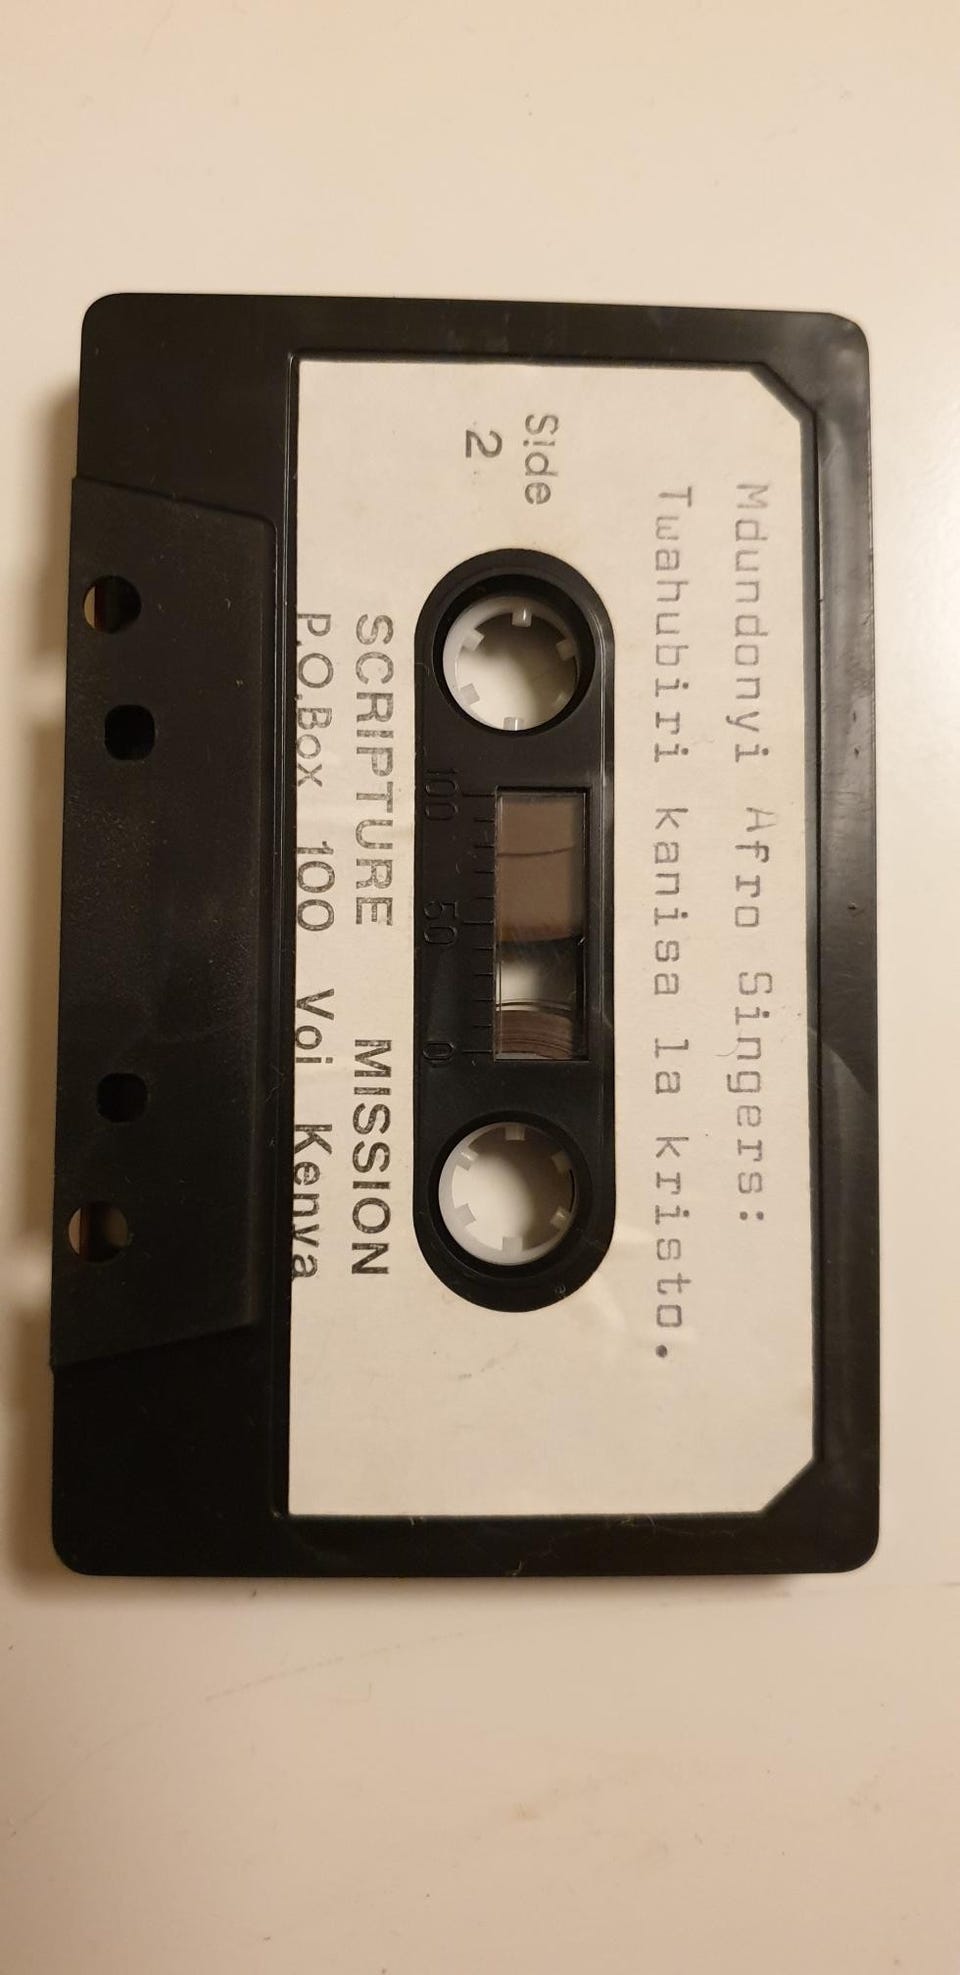 Mdundonyi Afro Singers:
Twahubiri kanisa la kristo.
Side
2
100 50 0
SCRIPTURE MISSION
P.O.Box 100 Voi Kenya